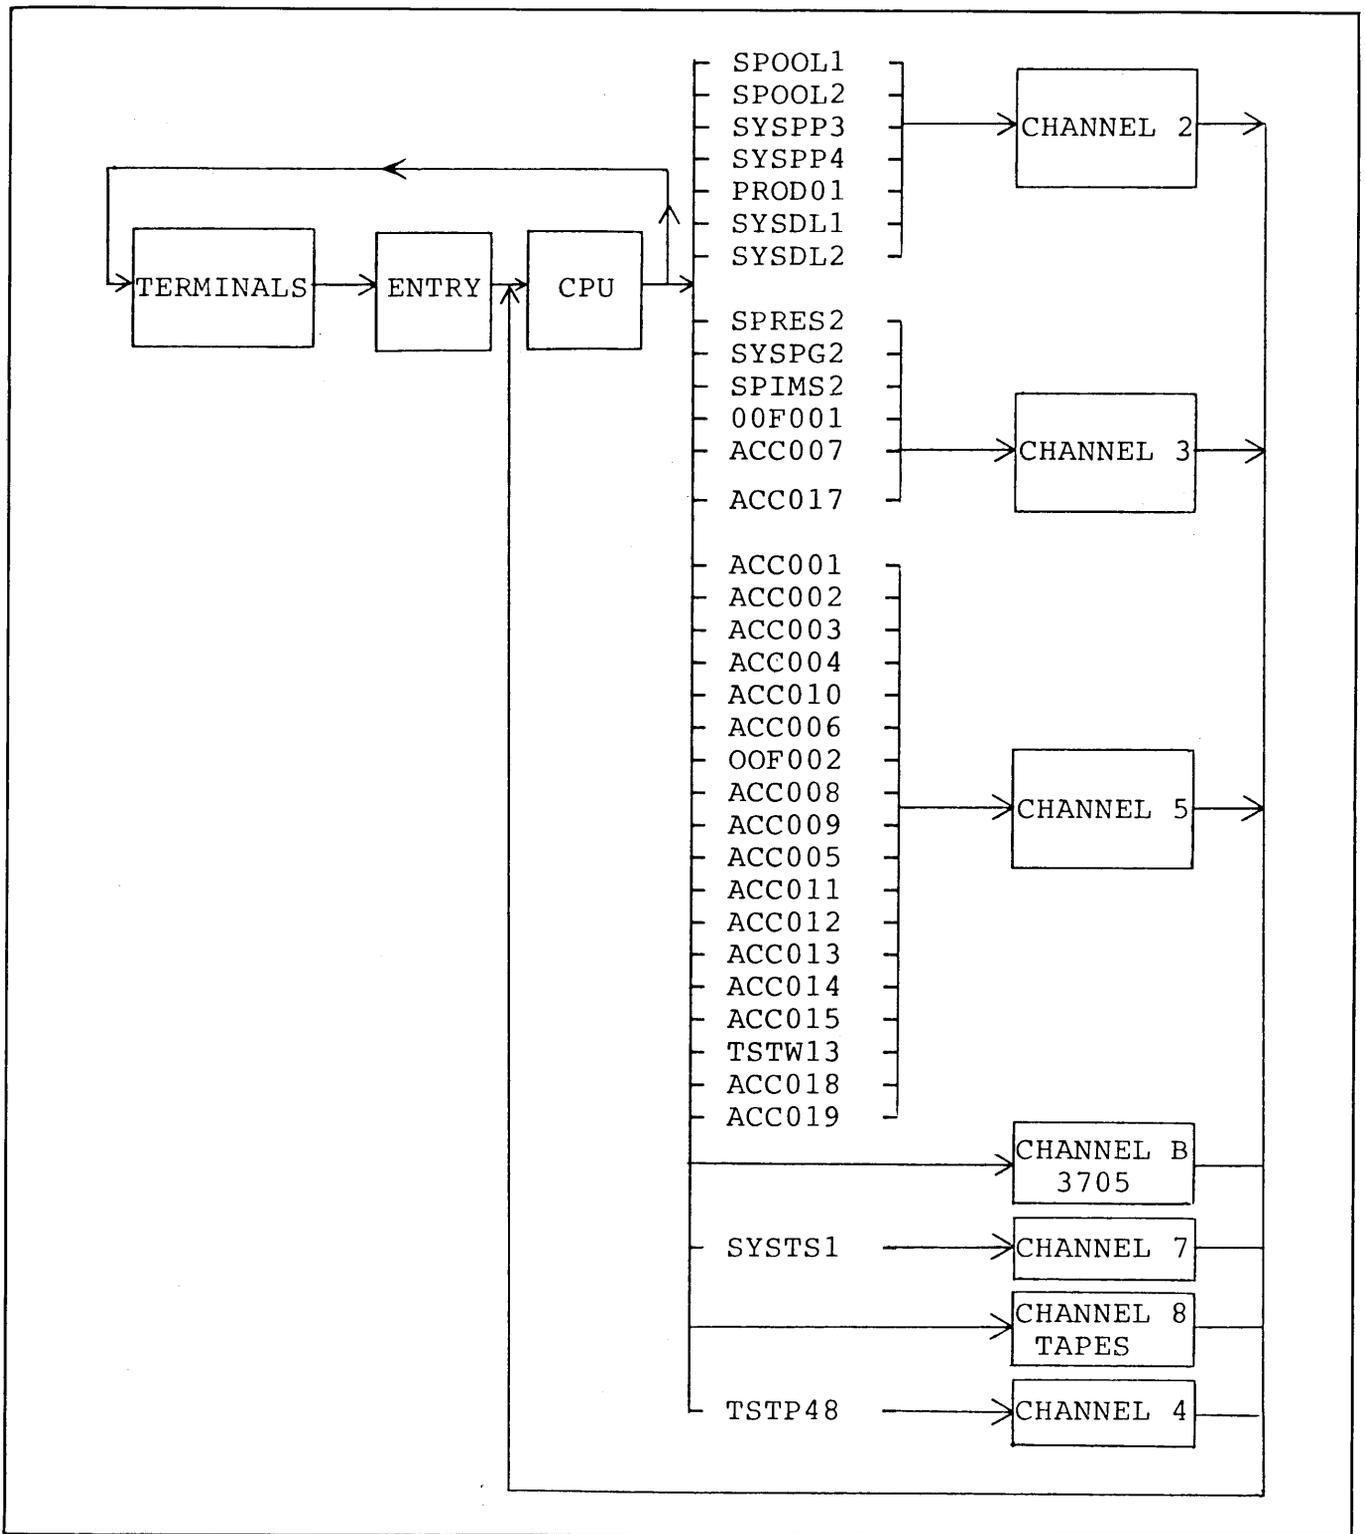 SPOOL1
SPOOL2
SYSPP3
SYSPP4
PROD01
SYSDL1
SYSDL2
CHANNEL 2
TERMINALS
ENTRY
CPU
SPRES2
SYSPG2
SPIMS2
00F001
ACC007
ACC017
CHANNEL 3
ACC001
ACC002
ACC003
ACC004
ACC010
ACC006
OOF002
ACC008
ACC009
ACC005
ACC011
ACC012
ACC013
ACC014
ACC015
TSTW13
ACC018
ACC019
CHANNEL 5
CHANNEL B
3705
SYSTS1
CHANNEL 7
CHANNEL 8
TAPES
TSTP48
CHANNEL 4